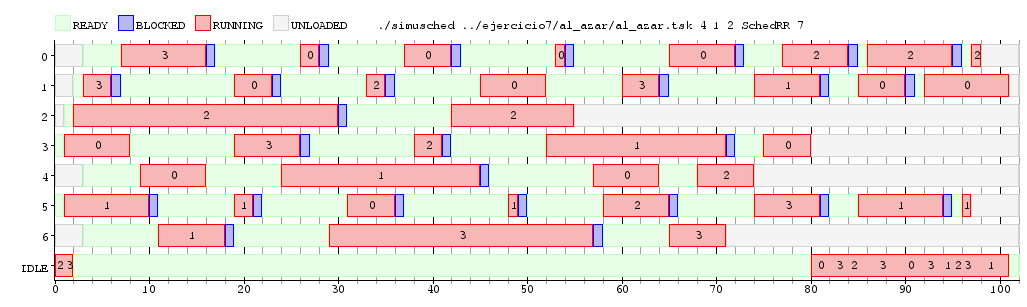 READY BLOCKED RUNNING UNLOADED ./simusched ../ejercicio7/al_azar/al_azar.tsk 4 1 2 SchedRR 7
0 3 0 0 0 0 2 2 2
1 3 0 2 0 3 1 0 0
2 2 2
3 0 3 2 1 0
4 0 1 0 2
5 1 1 0 1 2 3 1 1
6 1 3 3
IDLE 2 3 0 3 2 3 0 3 1 2 3 1
0 10 20 30 40 50 60 70 80 90 100